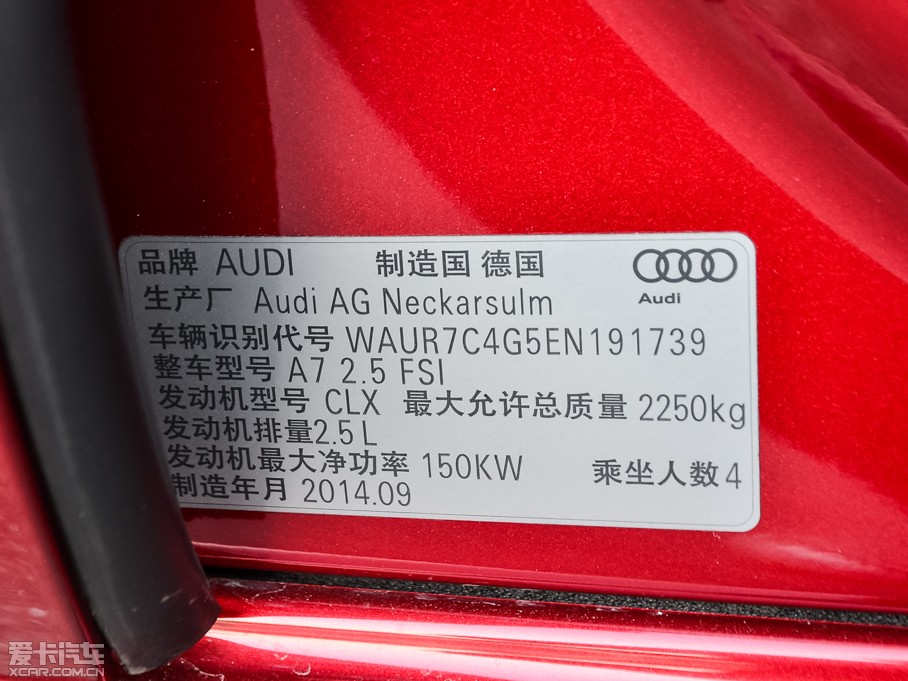 品牌 AUDI 制造国 德国
Audi
生产厂 Audi AG Neckarsulm
车辆识别代号 WAUR7C4G5EN191739
整车型号 A7 2.5 FSI
发动机型号 CLX 最大允许总质量 2250kg
发动机排量2.5L
发动机最大净功率 150KW 乘坐人数4
制造年月 2014.09
爱卡汽车
XCAR.COM.CN